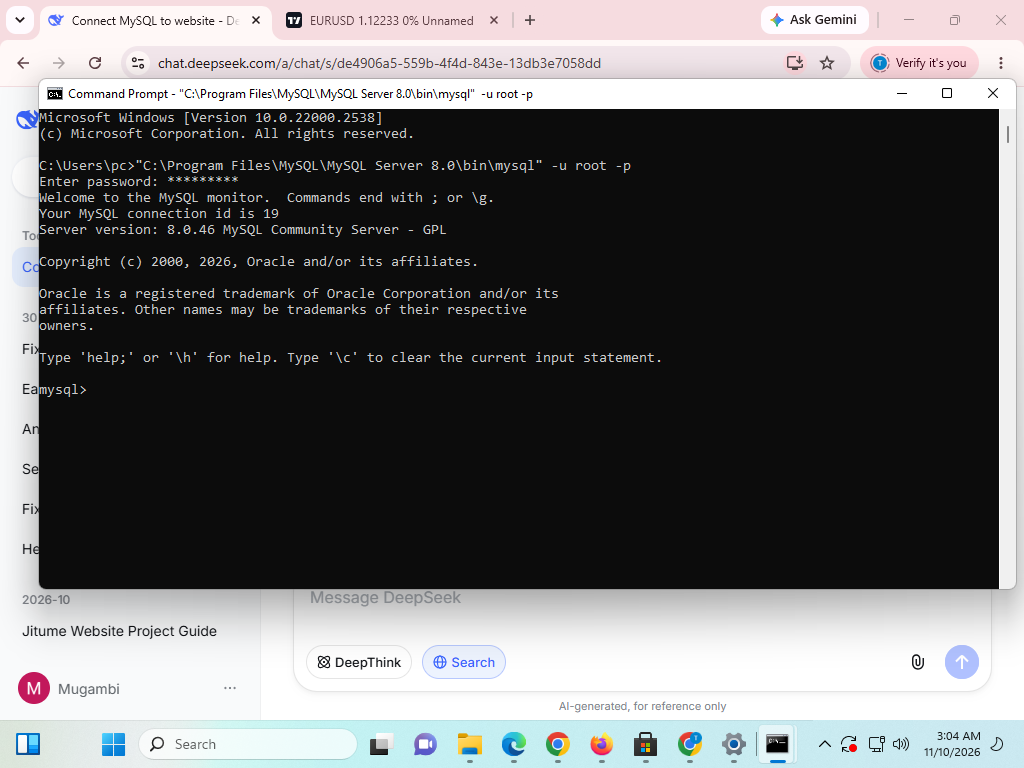 Connect MySQL to website - De
EURUSD 1.12233 0% Unnamed
Ask Gemini
chat.deepseek.com/a/chat/s/de4906a5-559b-4f4d-843e-13db3e7058dd
T
Verify it's you
Command Prompt - "C:\Program Files\MySQL\MySQL Server 8.0\bin\mysql" -u root -p
Microsoft Windows [Version 10.0.22000.2538]
(c) Microsoft Corporation. All rights reserved.
C:\Users\pc>"C:\Program Files\MySQL\MySQL Server 8.0\bin\mysql" -u root -p
Enter password: *********
Welcome to the MySQL monitor.  Commands end with ; or \g.
Your MySQL connection id is 19
Server version: 8.0.46 MySQL Community Server - GPL
Copyright (c) 2000, 2026, Oracle and/or its affiliates.
Oracle is a registered trademark of Oracle Corporation and/or its
affiliates. Other names may be trademarks of their respective
owners.
Type 'help;' or '\h' for help. Type '\c' to clear the current input statement.
mysql>
2026-10
Jitume Website Project Guide
M
Mugambi
Message DeepSeek
DeepThink
Search
AI-generated, for reference only
Search
3:04 AM
11/10/2026